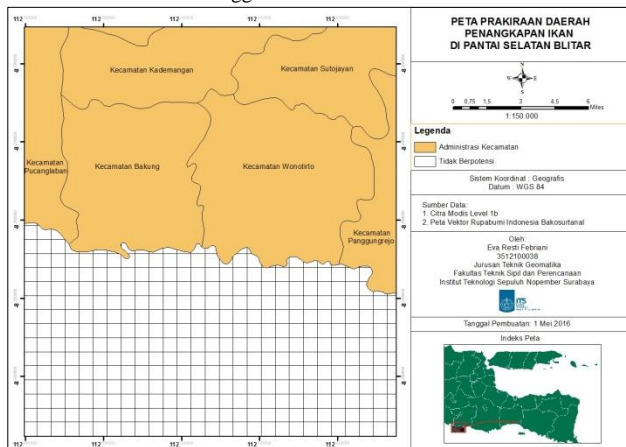 PETA PRAKIRAAN DAERAH
PENANGKAPAN IKAN
DI PANTAI SELATAN BLITAR
N
W
E
S
0 0,75 1,5 3 4,5 6
Miles
1:150.000
Legenda
Administrasi Kecamatan
Tidak Berpotensi
Sistem Koordinat : Geografis
Datum : WGS 84
Sumber Data:
1. Citra Modis Level 1b
2. Peta Vektor Rupabumi Indonesia Bakosurtanal
Oleh:
Eva Resti Febriani
3512100038
Jurusan Teknik Geomatika
Fakultas Teknik Sipil dan Perencanaan
Institut Teknologi Sepuluh Nopember Surabaya
ITS
Tanggal Pembuatan: 1 Mei 2016
Indeks Peta
Kecamatan Kademangan
Kecamatan Sutojayan
Kecamatan
Pucanglaban
Kecamatan Bakung
Kecamatan Wonotirto
Kecamatan
Panggungrejo